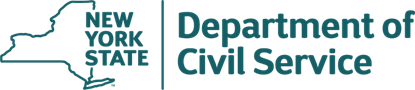 NEW
YORK
STATE
Department of
Civil Service